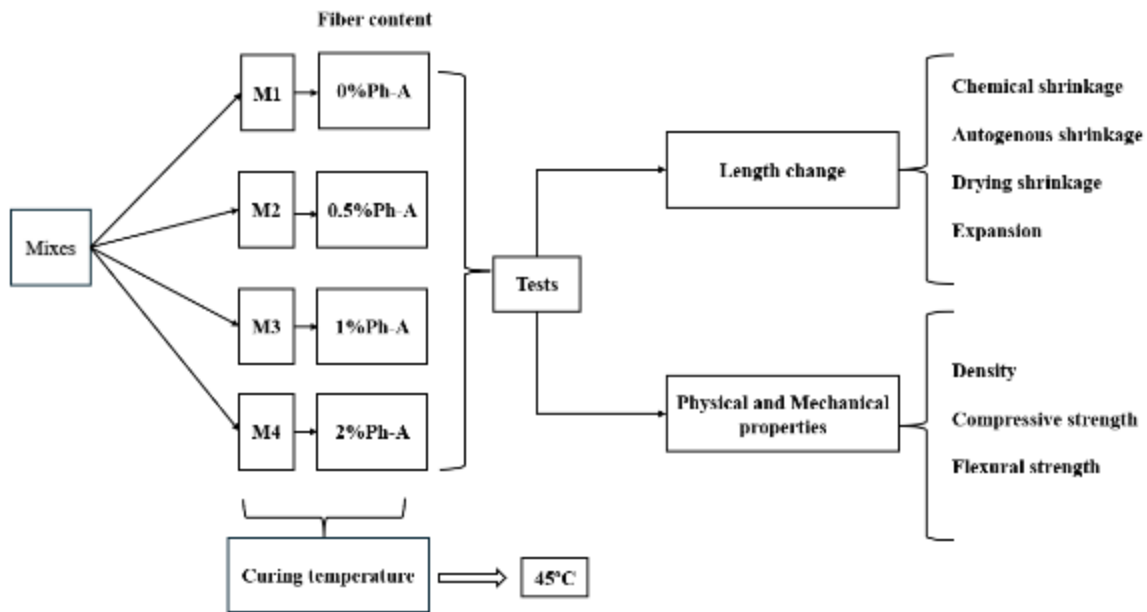 Fiber content
M1
0%Ph-A
M2
0.5%Ph-A
Mixes
M3
1%Ph-A
M4
2%Ph-A
Curing temperature
45°C
Tests
Length change
Chemical shrinkage
Autogenous shrinkage
Drying shrinkage
Expansion
Physical and Mechanical
properties
Density
Compressive strength
Flexural strength